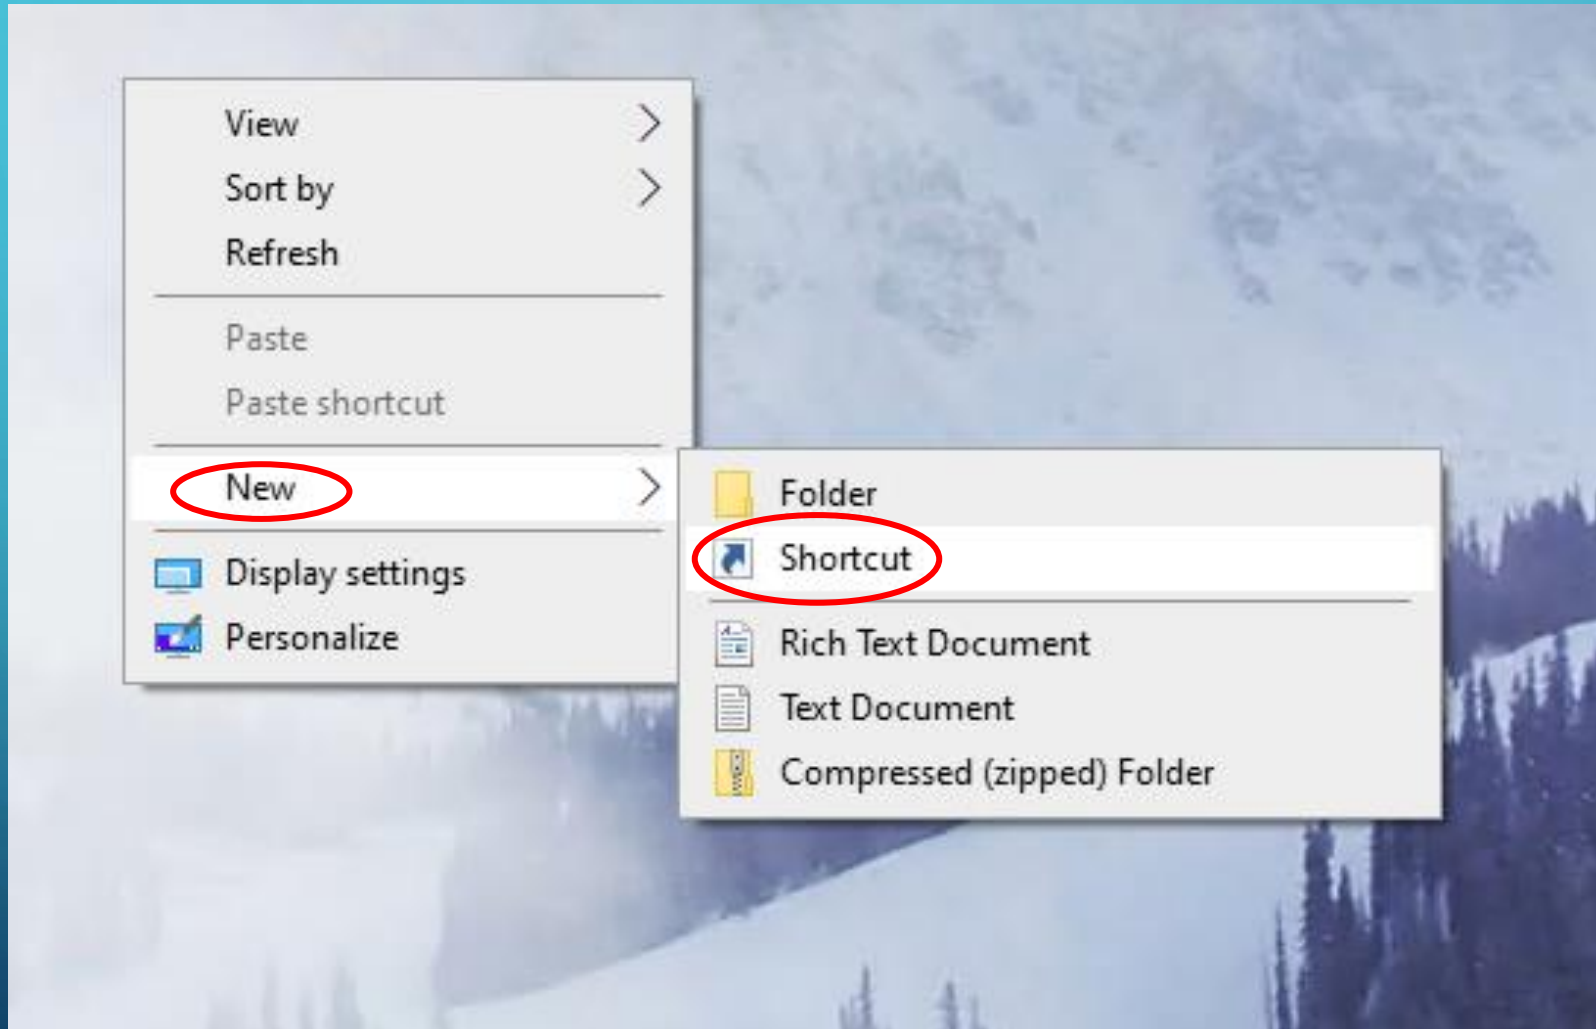 View
Sort by
Refresh
Paste
Paste shortcut
New
Display settings
Personalize
Folder
Shortcut
Rich Text Document
Text Document
Compressed (zipped) Folder